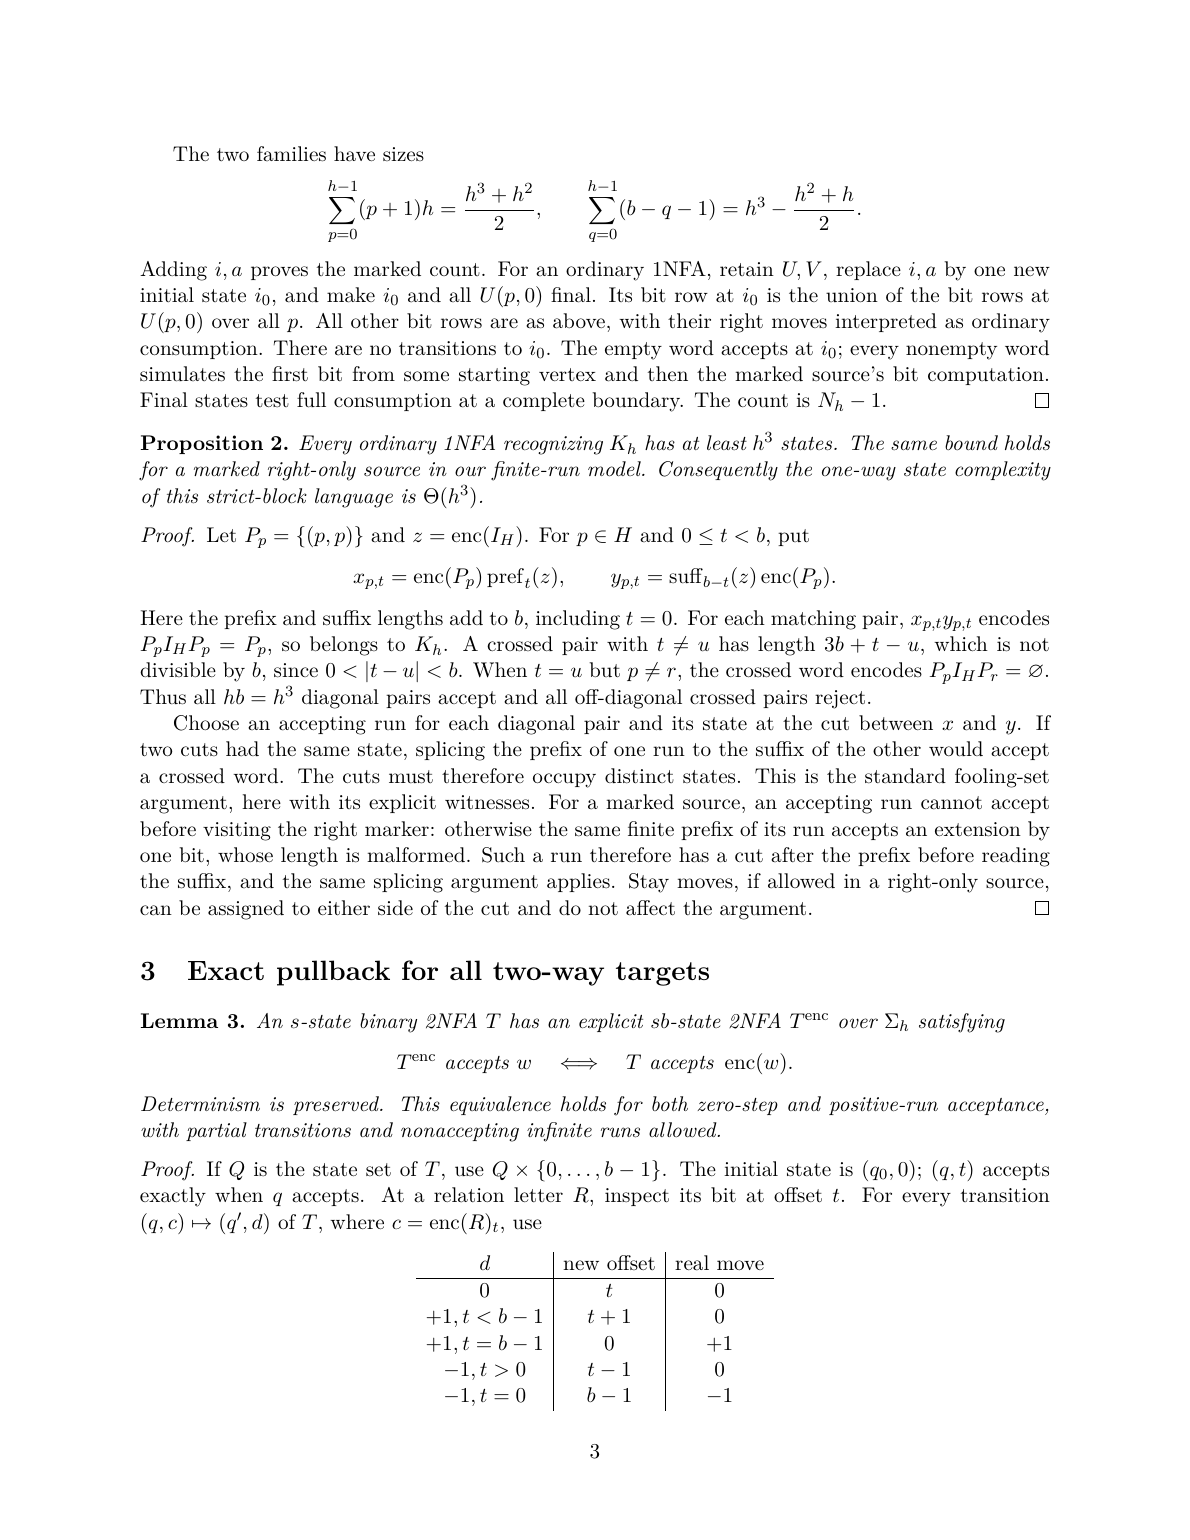 The two families have sizes
h−1∑p=0 (p + 1)h = (h³ + h²)/2,  h−1∑q=0 (b − q − 1) = h³ − (h² + h)/2.
Adding i, a proves the marked count. For an ordinary 1NFA, retain U, V, replace i, a by one new
initial state i₀, and make i₀ and all U(p, 0) final. Its bit row at i₀ is the union of the bit rows at
U(p, 0) over all p. All other bit rows are as above, with their right moves interpreted as ordinary
consumption. There are no transitions to i₀. The empty word accepts at i₀; every nonempty word
simulates the first bit from some starting vertex and then the marked source's bit computation.
Final states test full consumption at a complete boundary. The count is Nₕ − 1. □
Proposition 2. Every ordinary 1NFA recognizing Kₕ has at least h³ states. The same bound holds
for a marked right-only source in our finite-run model. Consequently the one-way state complexity
of this strict-block language is Θ(h³).
Proof. Let Pₚ = {(p, p)} and z = enc(I_H). For p ∈ H and 0 ≤ t < b, put
x_{p,t} = enc(Pₚ) pref_t(z),  y_{p,t} = suff_{b−t}(z) enc(Pₚ).
Here the prefix and suffix lengths add to b, including t = 0. For each matching pair, x_{p,t}y_{p,t} encodes
PₚI_HPₚ = Pₚ, so belongs to Kₕ. A crossed pair with t ≠ u has length 3b + t − u, which is not
divisible by b, since 0 < |t − u| < b. When t = u but p ≠ r, the crossed word encodes PₚI_HPᵣ = ∅.
Thus all hb = h³ diagonal pairs accept and all off-diagonal crossed pairs reject.
Choose an accepting run for each diagonal pair and its state at the cut between x and y. If
two cuts had the same state, splicing the prefix of one run to the suffix of the other would accept
a crossed word. The cuts must therefore occupy distinct states. This is the standard fooling-set
argument, here with its explicit witnesses. For a marked source, an accepting run cannot accept
before visiting the right marker: otherwise the same finite prefix of its run accepts an extension by
one bit, whose length is malformed. Such a run therefore has a cut after the prefix before reading
the suffix, and the same splicing argument applies. Stay moves, if allowed in a right-only source,
can be assigned to either side of the cut and do not affect the argument. □
3 Exact pullback for all two-way targets
Lemma 3. An s-state binary 2NFA T has an explicit sb-state 2NFA Tᵉⁿᶜ over Σₕ satisfying
Tᵉⁿᶜ accepts w ⟺ T accepts enc(w).
Determinism is preserved. This equivalence holds for both zero-step and positive-run acceptance,
with partial transitions and nonaccepting infinite runs allowed.
Proof. If Q is the state set of T, use Q × {0, . . . , b − 1}. The initial state is (q₀, 0); (q, t) accepts
exactly when q accepts. At a relation letter R, inspect its bit at offset t. For every transition
(q, c) ↦ (q′, d) of T, where c = enc(R)_t, use
d new offset real move
0 t 0
+1, t < b − 1 t + 1 0
+1, t = b − 1 0 +1
−1, t > 0 t − 1 0
−1, t = 0 b − 1 −1
3